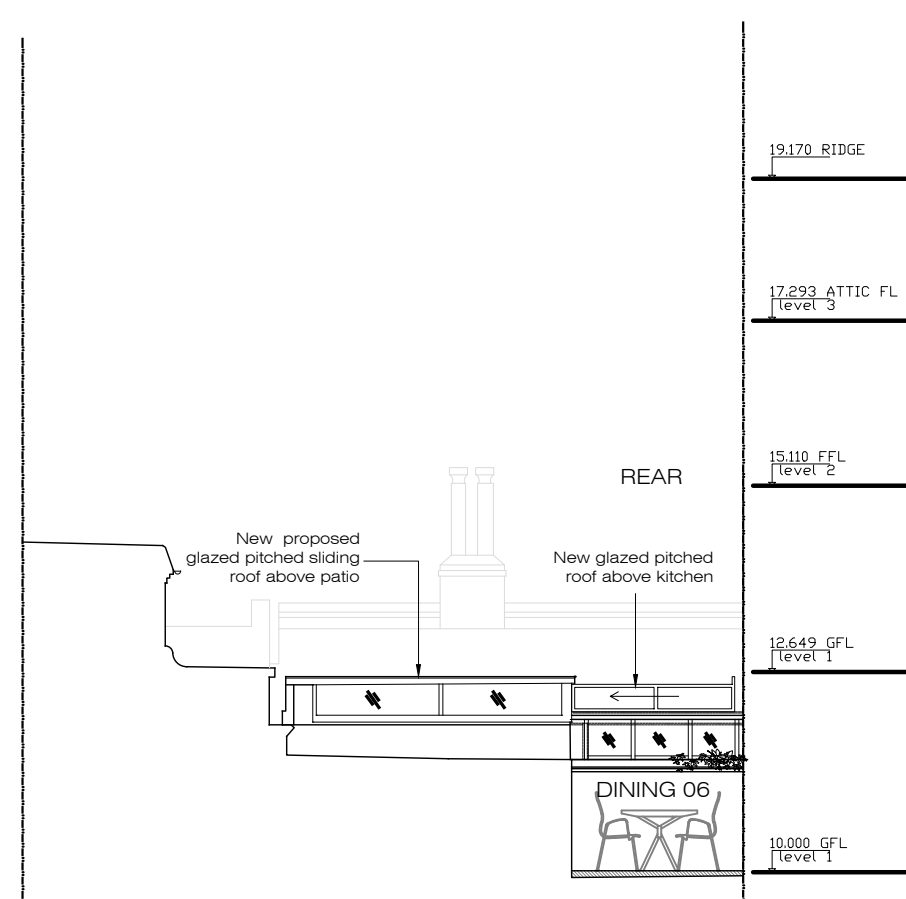 19.170 RIDGE
17.293 ATTIC FL
level 3
15.110 FFL
level 2
REAR
New proposed
glazed pitched sliding
roof above patio
New glazed pitched
roof above kitchen
12.649 GFL
level 1
DINING 06
10.000 GFL
level 1